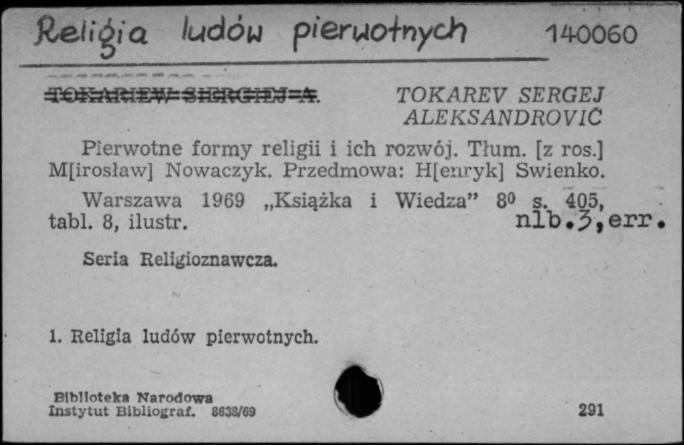 Religia ludów pierwotnych 140060
TOKARIEW SIERGIEJ A. TOKAREV SERGEJ
ALEKSANDROVIČ
Pierwotne formy religii i ich rozwój. Tłum. [z ros.]
M[irosław] Nowaczyk. Przedmowa: H[enryk] Swienko.
Warszawa 1969 „Książka i Wiedza” 8⁰ s. 405,
tabl. 8, ilustr. nlb.3,err.
Seria Religioznawcza.
1. Religia ludów pierwotnych.
Biblioteka Narodowa
Instytut Bibliograf. 8638/69 291